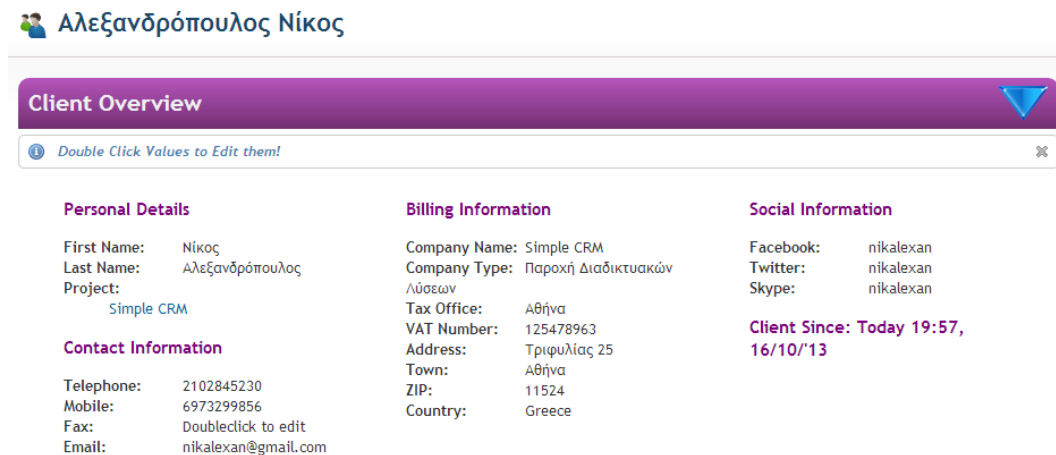 Αλεξανδρόπουλος Νίκος
Client Overview
Double Click Values to Edit them!
Personal Details
First Name: Νίκος
Last Name: Αλεξανδρόπουλος
Project:
Simple CRM
Contact Information
Telephone: 2102845230
Mobile: 6973299856
Fax: Doubleclick to edit
Email: nikalexan@gmail.com
Billing Information
Company Name: Simple CRM
Company Type: Παροχή Διαδικτυακών
Λύσεων
Tax Office: Αθήνα
VAT Number: 125478963
Address: Τριφυλίας 25
Town: Αθήνα
ZIP: 11524
Country: Greece
Social Information
Facebook: nikalexan
Twitter: nikalexan
Skype: nikalexan
Client Since: Today 19:57,
16/10/'13